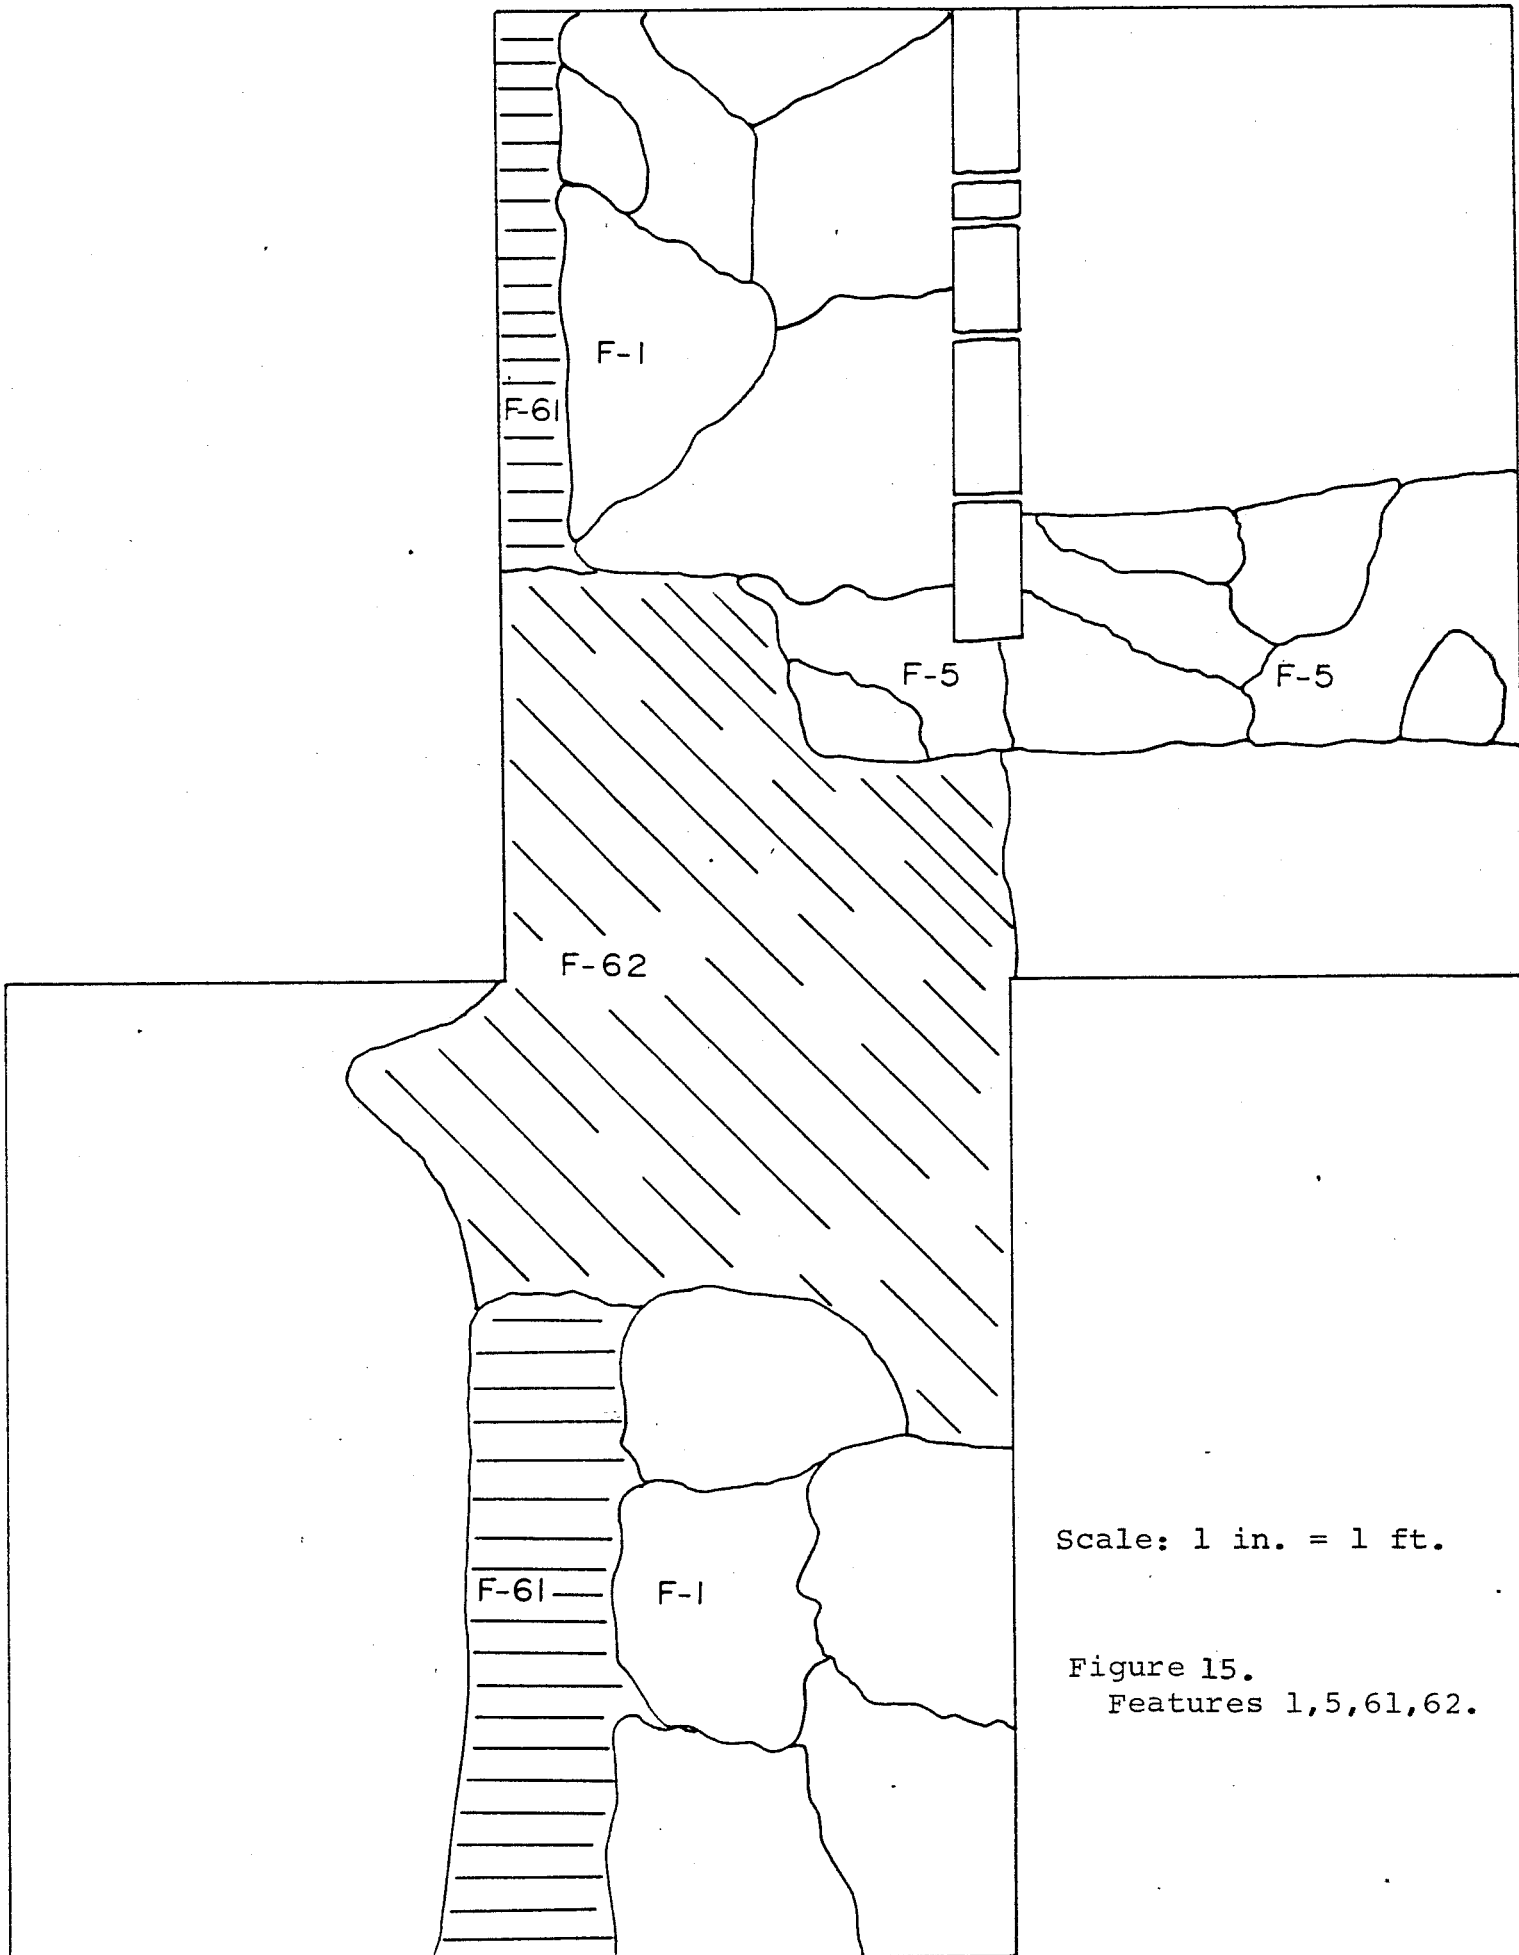 F-1
F-61
F-5
F-5
F-62
Scale: 1 in. = 1 ft.
F-61
F-1
Figure 15.
Features 1,5,61,62.